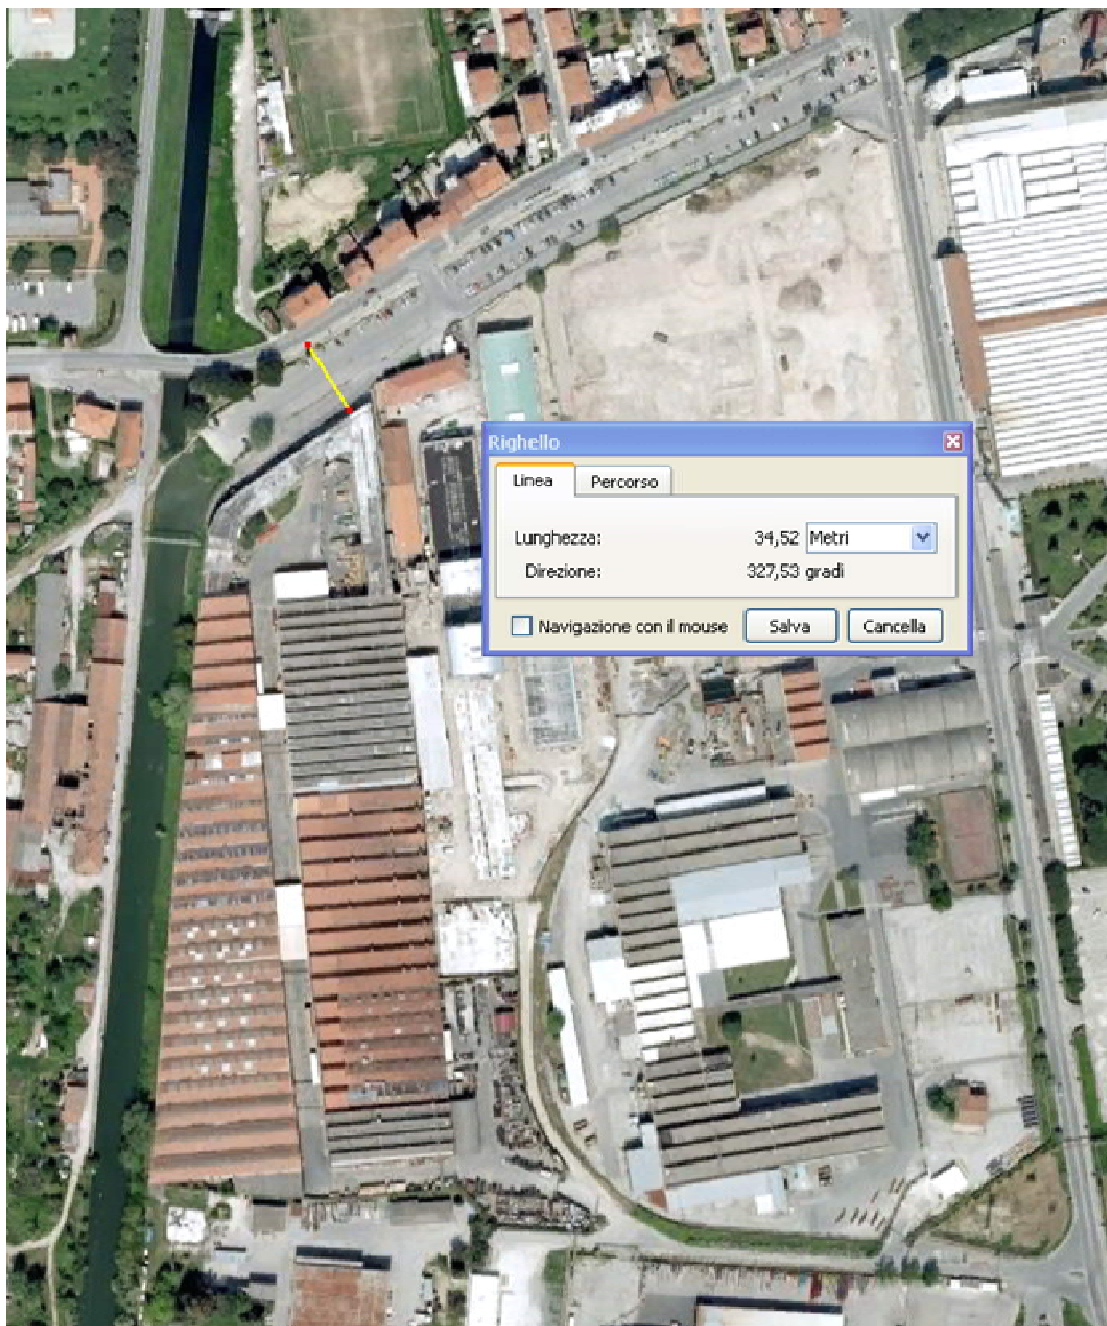 Righello
Linea Percorso
Lunghezza: 34,52 Metri
Direzione: 327,53 gradi
Navigazione con il mouse Salva Cancella